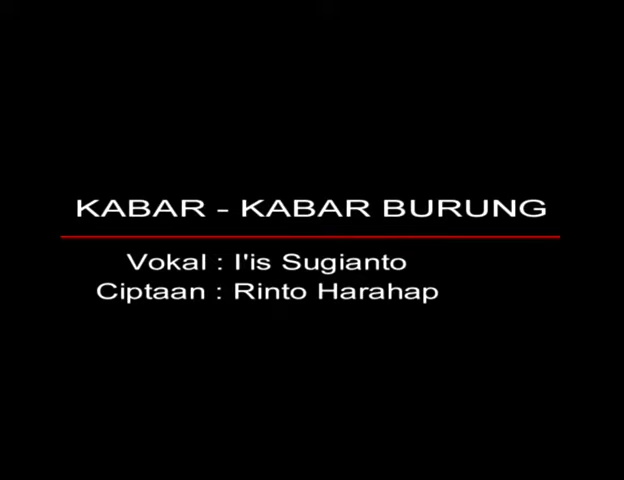 KABAR - KABAR BURUNG
Vokal : I'is Sugianto
Ciptaan : Rinto Harahap